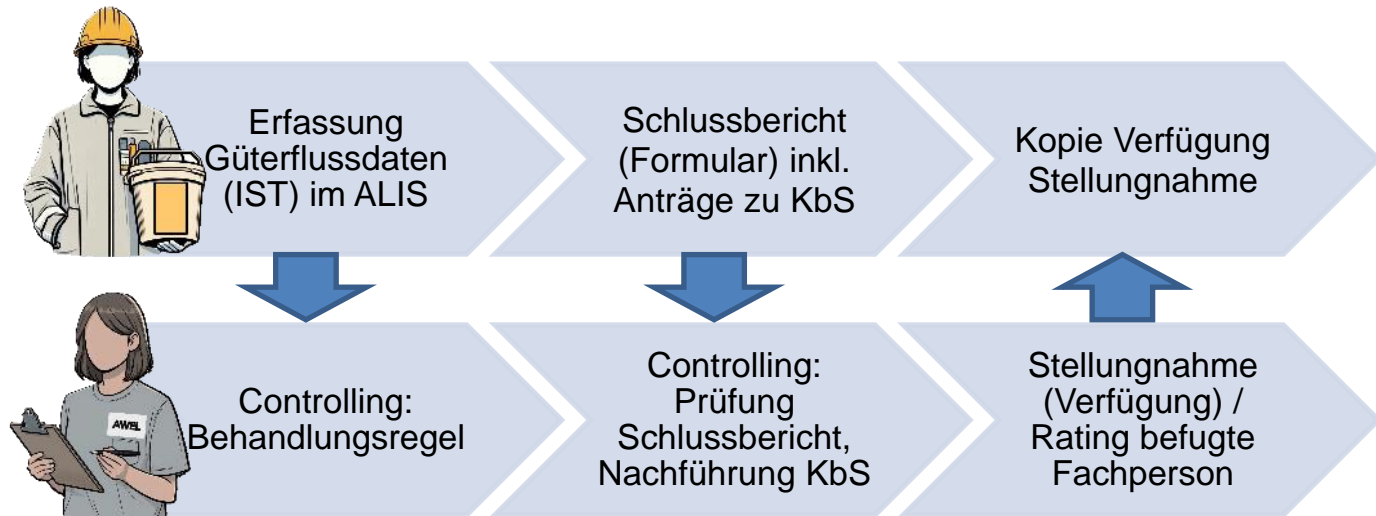 Erfassung
Güterflussdaten
(IST) im ALIS
Schlussbericht
(Formular) inkl.
Anträge zu KbS
Kopie Verfügung
Stellungnahme
AWEL
Controlling:
Behandlungsregel
Controlling:
Prüfung
Schlussbericht,
Nachführung KbS
Stellungnahme
(Verfügung) /
Rating befugte
Fachperson